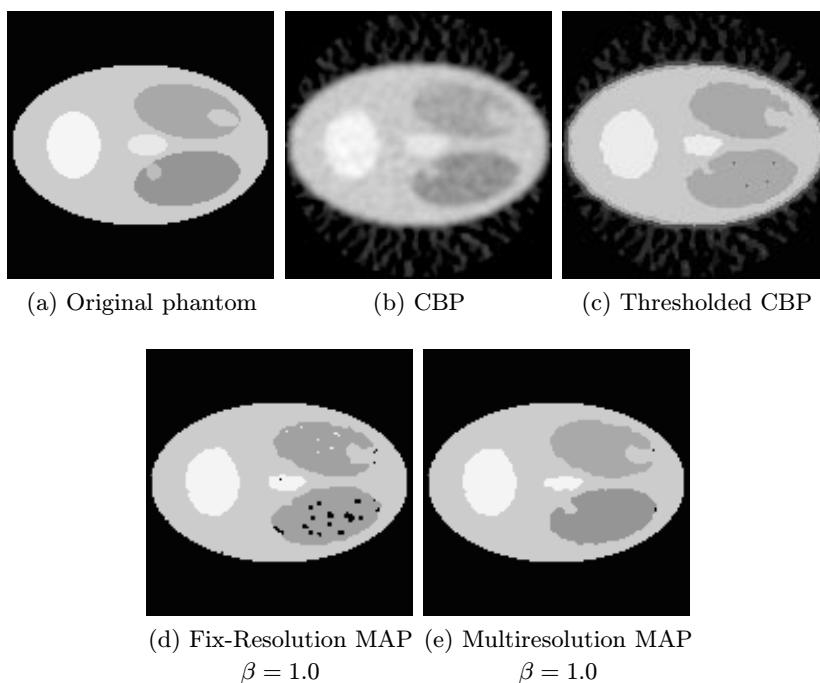 (a) Original phantom
(b) CBP
(c) Thresholded CBP
(d) Fix-Resolution MAP
β = 1.0
(e) Multiresolution MAP
β = 1.0